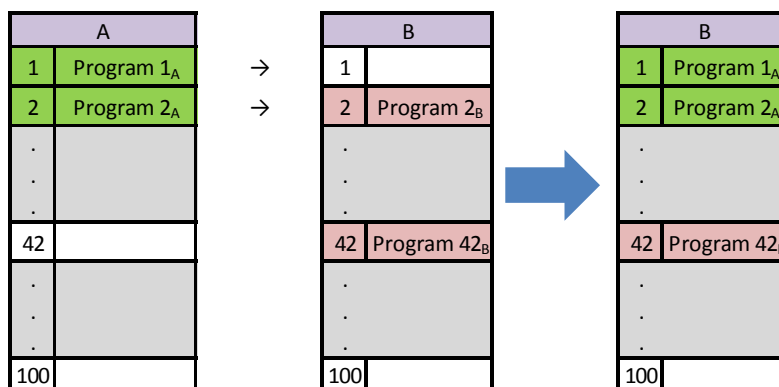 A B B
1 Program 1A → 1 1 Program 1A
2 Program 2A → 2 Program 2B 2 Program 2A
. . .
. . .
. . .
42 42 Program 42B 42 Program 42
. . .
. . .
. . .
100 100 100